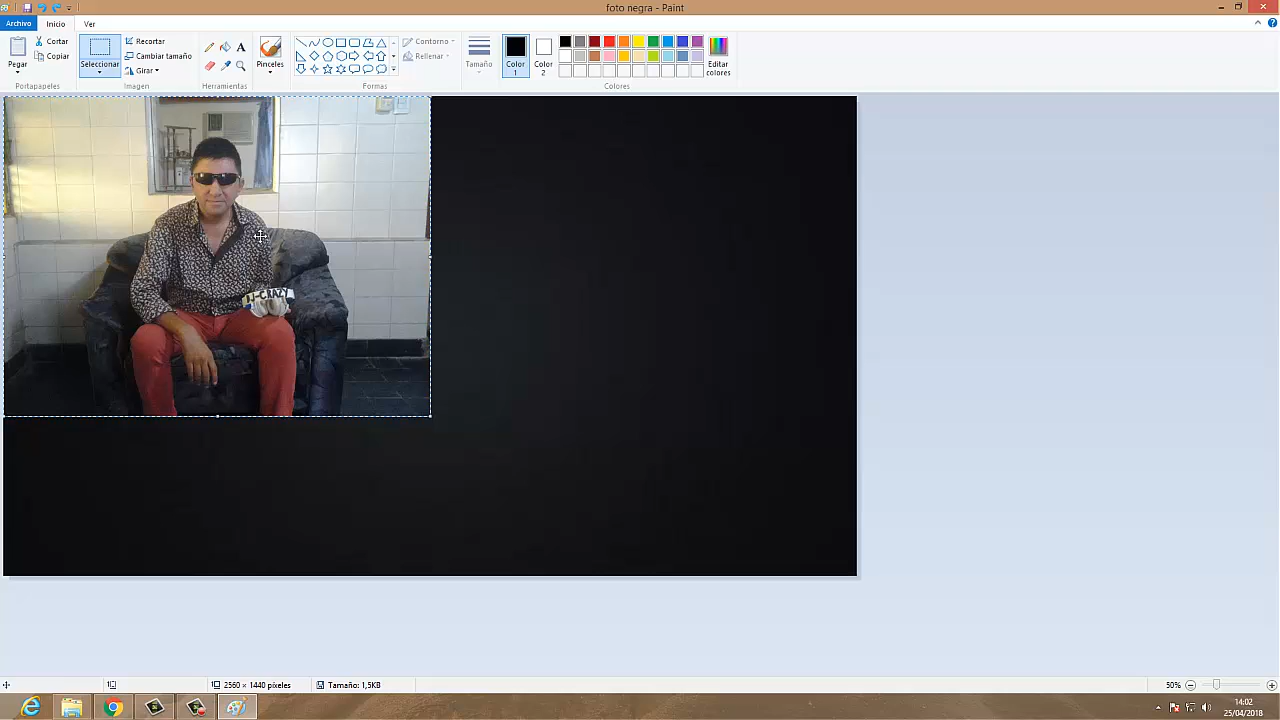 foto negra - Paint
Archivo Inicio Ver
Pegar
Cortar
Copiar
Portapapeles
Seleccionar
Recortar
Cambiar tamaño
Girar
Imagen
A
Herramientas
Pinceles
Contorno
Rellenar
Formas
Tamaño
Color
1
Color
2
Editar
colores
Colores
DJ-CRAZY
2560 × 1440 píxeles
Tamaño: 1,5KB
50%
14:02
25/04/2018